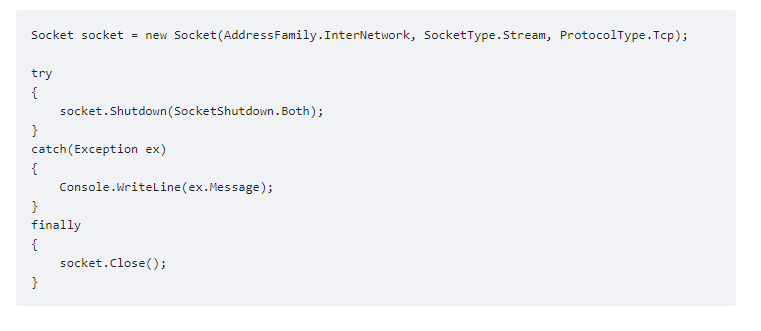 Socket socket = new Socket(AddressFamily.InterNetwork, SocketType.Stream, ProtocolType.Tcp);

try
{
    socket.Shutdown(SocketShutdown.Both);
}
catch(Exception ex)
{
    Console.WriteLine(ex.Message);
}
finally
{
    socket.Close();
}